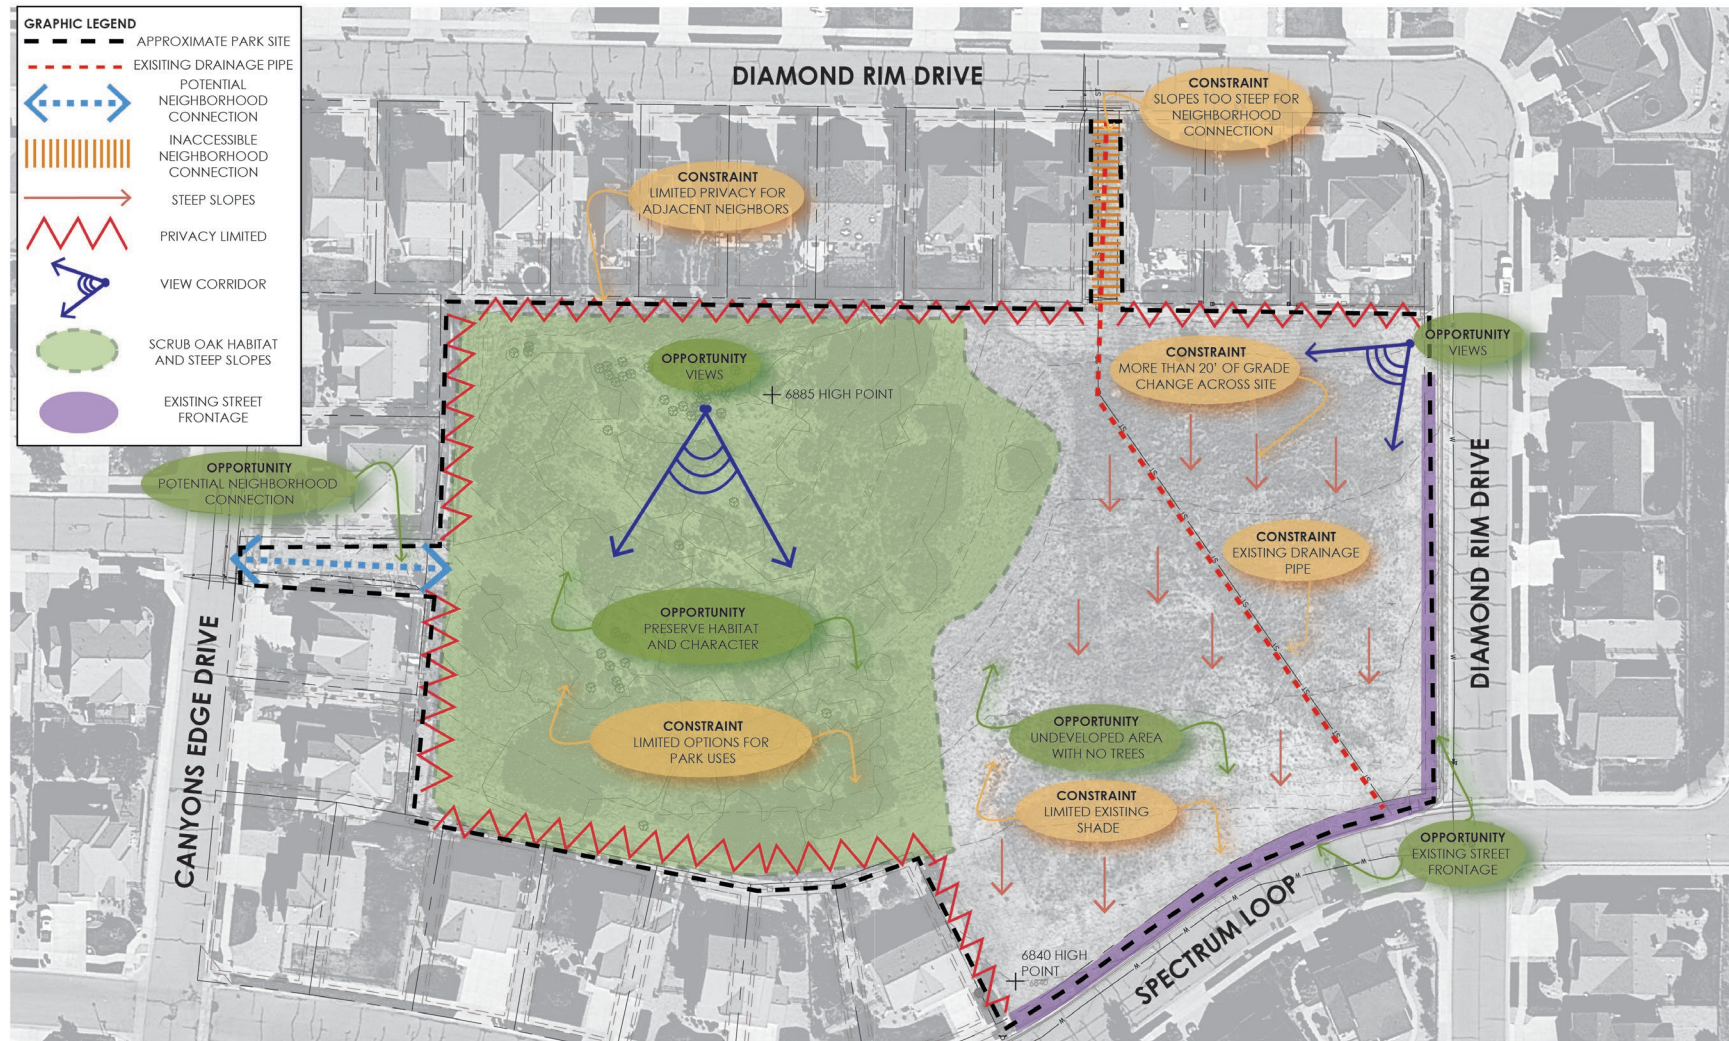 GRAPHIC LEGEND
APPROXIMATE PARK SITE
EXISITING DRAINAGE PIPE
POTENTIAL
NEIGHBORHOOD
CONNECTION
INACCESSIBLE
NEIGHBORHOOD
CONNECTION
STEEP SLOPES
PRIVACY LIMITED
VIEW CORRIDOR
SCRUB OAK HABITAT
AND STEEP SLOPES
EXISTING STREET
FRONTAGE
DIAMOND RIM DRIVE
CONSTRAINT
SLOPES TOO STEEP FOR
NEIGHBORHOOD
CONNECTION
CONSTRAINT
LIMITED PRIVACY FOR
ADJACENT NEIGHBORS
OPPORTUNITY
VIEWS
6885 HIGH POINT
CONSTRAINT
MORE THAN 20' OF GRADE
CHANGE ACROSS SITE
OPPORTUNITY
VIEWS
OPPORTUNITY
POTENTIAL NEIGHBORHOOD
CONNECTION
CONSTRAINT
EXISTING DRAINAGE
PIPE
DIAMOND RIM DRIVE
OPPORTUNITY
PRESERVE HABITAT
AND CHARACTER
CANYONS EDGE DRIVE
CONSTRAINT
LIMITED OPTIONS FOR
PARK USES
OPPORTUNITY
UNDEVELOPED AREA
WITH NO TREES
CONSTRAINT
LIMITED EXISTING
SHADE
OPPORTUNITY
EXISTING STREET
FRONTAGE
SPECTRUM LOOP
6840 HIGH
POINT
6840